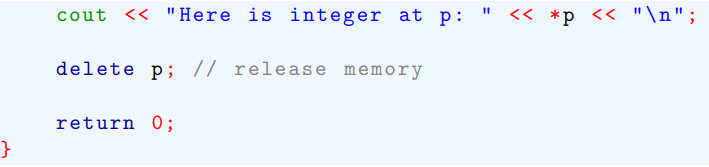 cout << "Here is integer at p: " << *p << "\n";
delete p; // release memory
return 0;
}